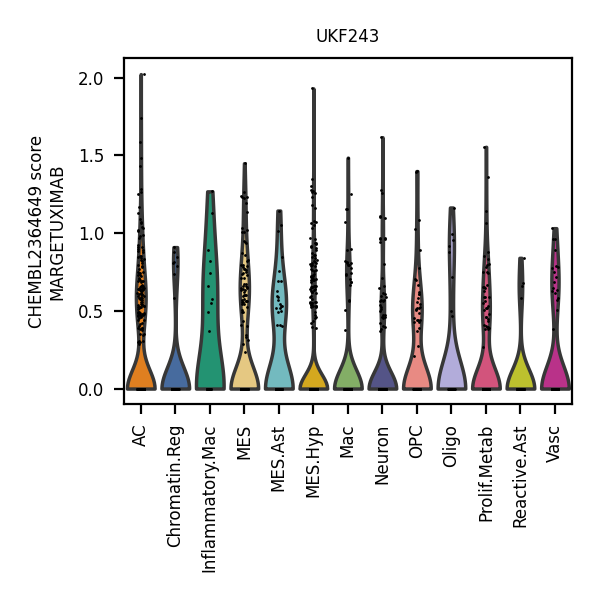 UKF243
CHEMBL2364649 score
MARGETUXIMAB
2.0
1.5
1.0
0.5
0.0
AC
Chromatin.Reg
Inflammatory.Mac
MES
MES.Ast
MES.Hyp
Mac
Neuron
OPC
Oligo
Prolif.Metab
Reactive.Ast
Vasc